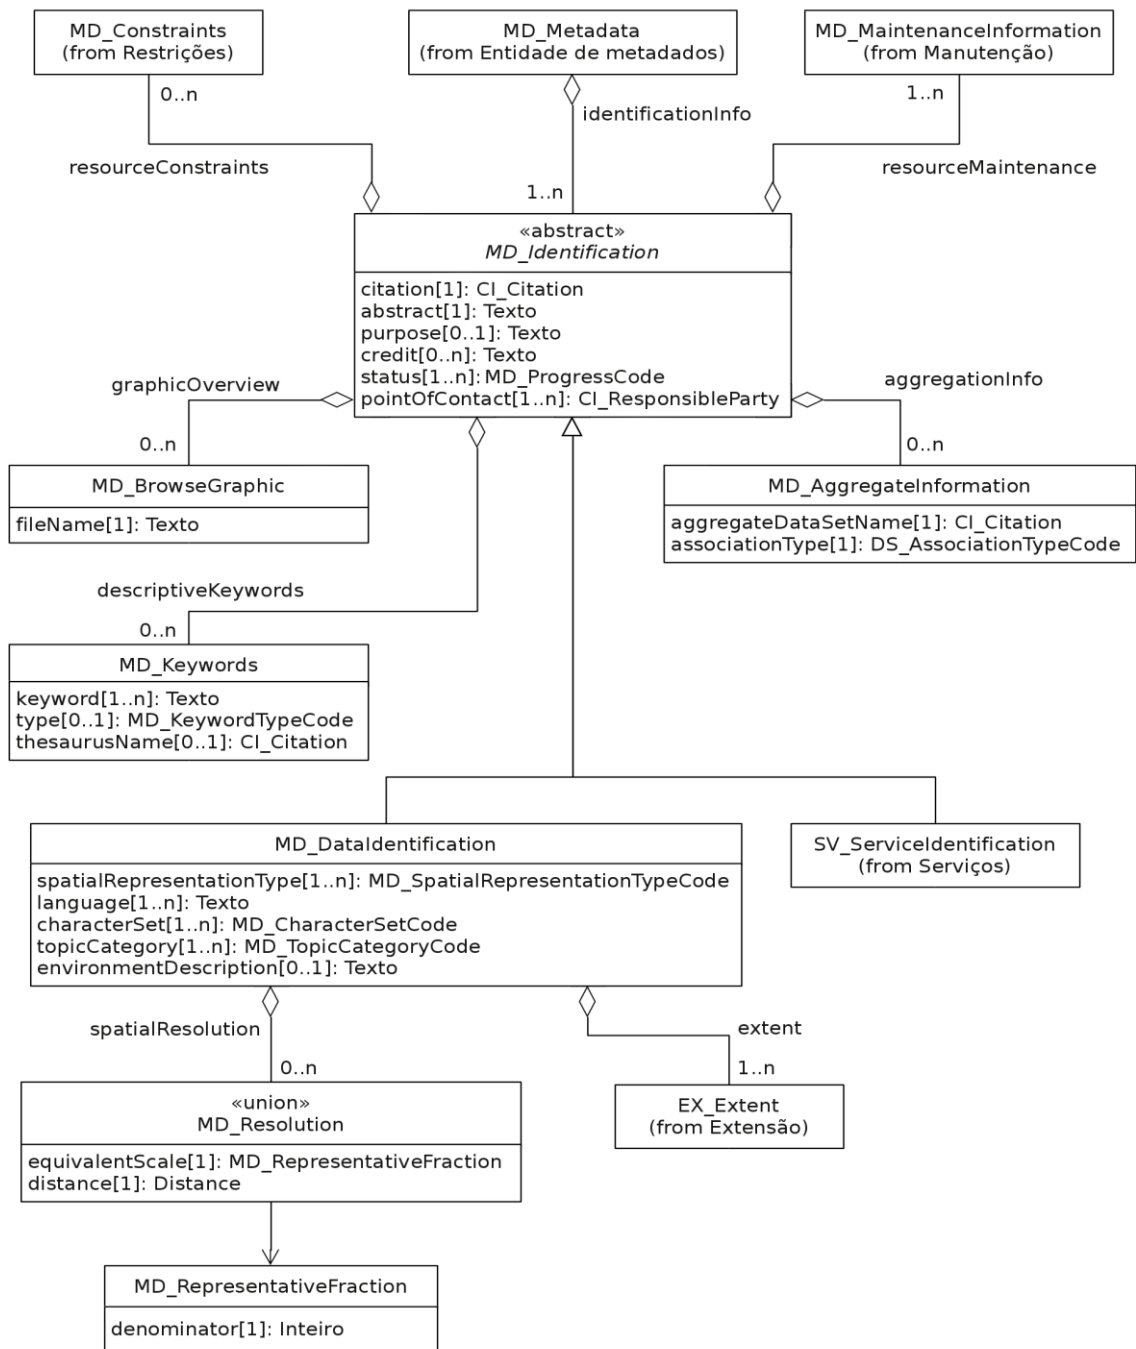 MD_Constraints
(from Restrições)
MD_Metadata
(from Entidade de metadados)
MD_MaintenanceInformation
(from Manutenção)
0..n
identificationInfo
1..n
resourceConstraints
resourceMaintenance
1..n
«abstract»
MD_Identification
citation[1]: CI_Citation
abstract[1]: Texto
purpose[0..1]: Texto
credit[0..n]: Texto
status[1..n]: MD_ProgressCode
pointOfContact[1..n]: CI_ResponsibleParty
graphicOverview
0..n
aggregationInfo
0..n
MD_BrowseGraphic
fileName[1]: Texto
MD_AggregateInformation
aggregateDataSetName[1]: CI_Citation
associationType[1]: DS_AssociationTypeCode
descriptiveKeywords
0..n
MD_Keywords
keyword[1..n]: Texto
type[0..1]: MD_KeywordTypeCode
thesaurusName[0..1]: CI_Citation
MD_DataIdentification
spatialRepresentationType[1..n]: MD_SpatialRepresentationTypeCode
language[1..n]: Texto
characterSet[1..n]: MD_CharacterSetCode
topicCategory[1..n]: MD_TopicCategoryCode
environmentDescription[0..1]: Texto
SV_ServiceIdentification
(from Serviços)
spatialResolution
0..n
extent
1..n
«union»
MD_Resolution
equivalentScale[1]: MD_RepresentativeFraction
distance[1]: Distance
EX_Extent
(from Extensão)
MD_RepresentativeFraction
denominator[1]: Inteiro